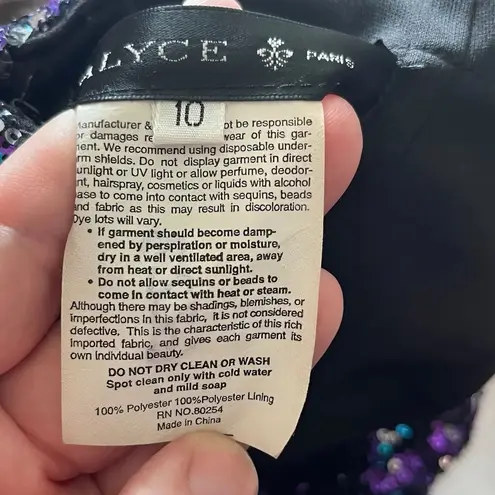 ALYCE PARIS
10
Manufacturer & ot be responsible
or damages re wear of this gar-
ment. We recommend using disposable under-
rm shields. Do not display garment in direct
unlight or UV light or allow perfume, deodor-
nt, hairspray, cosmetics or liquids with alcohol
ase to come into contact with sequins, beads
and fabric as this may result in discoloration.
Dye lots will vary.
• If garment should become damp-
ened by perspiration or moisture,
dry in a well ventilated area, away
from heat or direct sunlight.
• Do not allow sequins or beads to
come in contact with heat or steam.
Although there may be shadings, blemishes, or
imperfections in this fabric, it is not considered
defective. This is the characteristic of this rich
imported fabric, and gives each garment its
own individual beauty.
DO NOT DRY CLEAN OR WASH
Spot clean only with cold water
and mild soap
100% Polyester 100%Polyester Lining
RN NO.80254
Made in China